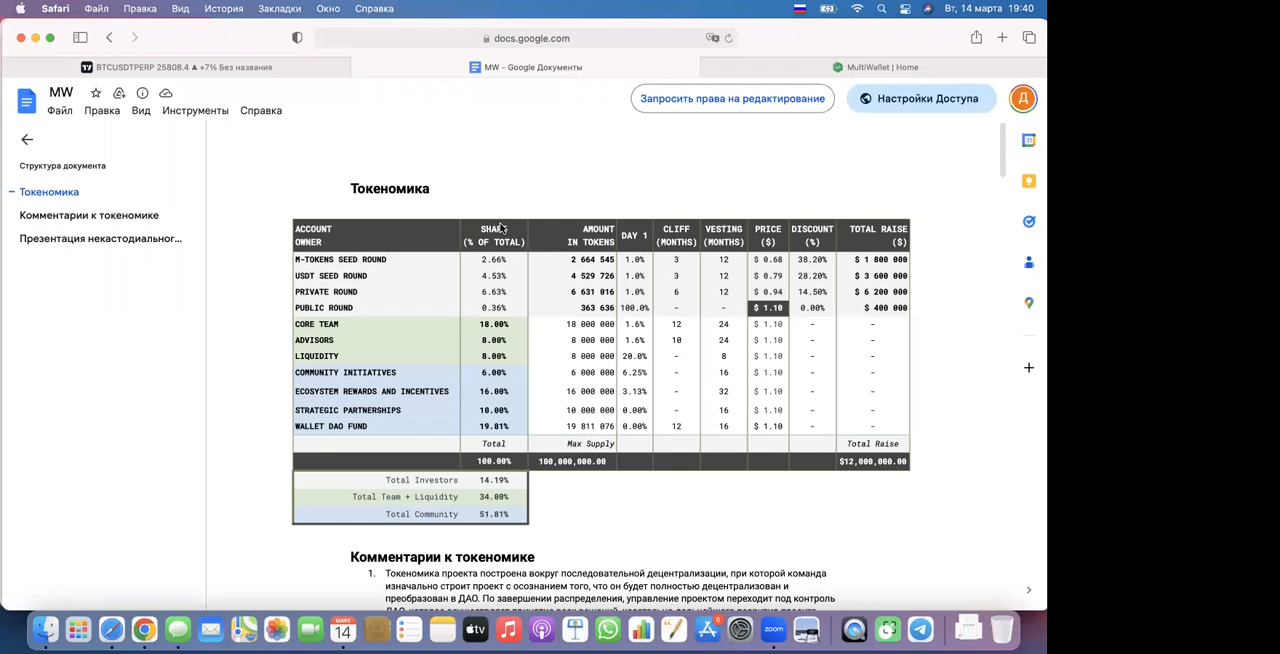 Safari Файл Правка Вид История Закладки Окно Справка Вт, 14 марта 19:40
docs.google.com
BTCUSDTPERP 25808.4 ▲ +7% Без названия MW – Google Документы MultiWallet | Home
MW
Файл Правка Вид Инструменты Справка
Запросить права на редактирование Настройки Доступа Д
Структура документа
Токеномика
Комментарии к токеномике
Презентация некастодиальног...
Токеномика
ACCOUNT OWNER SHARE (% OF TOTAL) AMOUNT IN TOKENS DAY 1 CLIFF (MONTHS) VESTING (MONTHS) PRICE ($) DISCOUNT (%) TOTAL RAISE ($)
M-TOKENS SEED ROUND 2.66% 2 664 545 1.0% 3 12 $ 0.68 38.20% $ 1 800 000
USDT SEED ROUND 4.53% 4 529 726 1.0% 3 12 $ 0.79 28.20% $ 3 600 000
PRIVATE ROUND 6.63% 6 631 016 1.0% 6 12 $ 0.94 14.50% $ 6 200 000
PUBLIC ROUND 0.36% 363 636 100.0% - - $ 1.10 0.00% $ 400 000
CORE TEAM 18.00% 18 000 000 1.6% 12 24 $ 1.10 - -
ADVISORS 8.00% 8 000 000 1.6% 10 24 $ 1.10 - -
LIQUIDITY 8.00% 8 000 000 20.0% - 8 $ 1.10 - -
COMMUNITY INITIATIVES 6.00% 6 000 000 6.25% - 16 $ 1.10 - -
ECOSYSTEM REWARDS AND INCENTIVES 16.00% 16 000 000 3.13% - 32 $ 1.10 - -
STRATEGIC PARTNERSHIPS 10.00% 10 000 000 0.00% - 16 $ 1.10 - -
WALLET DAO FUND 19.81% 19 811 076 0.00% 12 16 $ 1.10 - -
Total Max Supply Total Raise
100.00% 100,000,000.00 $12,000,000.00
Total Investors 14.19%
Total Team + Liquidity 34.00%
Total Community 51.81%
Комментарии к токеномике
1. Токеномика проекта построена вокруг последовательной децентрализации, при которой команда
изначально строит проект с осознанием того, что он будет полностью децентрализован и
преобразован в ДАО. По завершении распределения, управление проектом переходит под контроль
МАРТ
14
tv
6
zoom